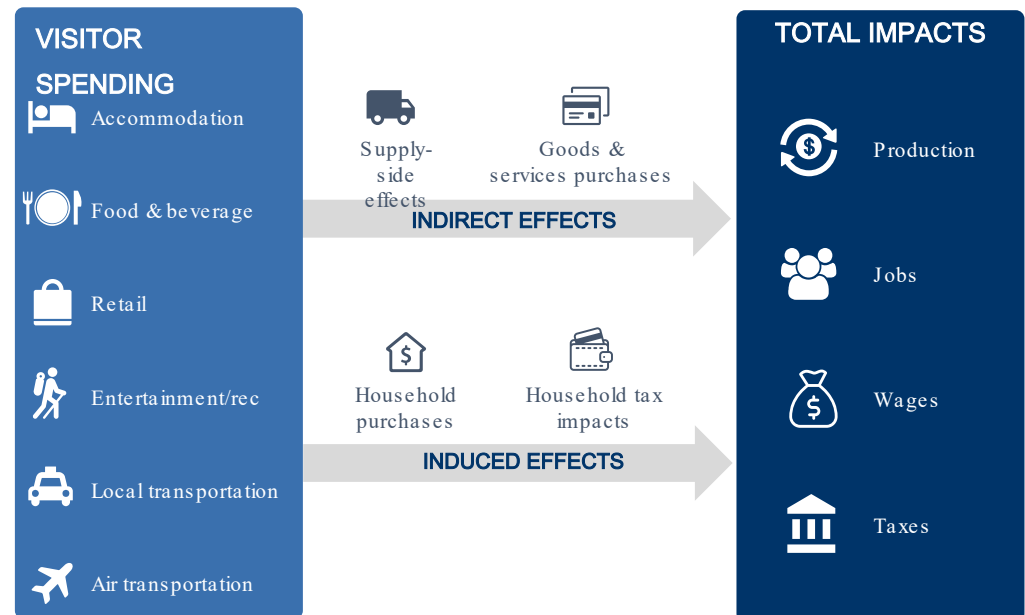 VISITOR
SPENDING
Accommodation
Food & beverage
Retail
Entertainment/rec
Local transportation
Air transportation
Supply-
side
effects
Goods &
services purchases
INDIRECT EFFECTS
Household
purchases
Household tax
impacts
INDUCED EFFECTS
TOTAL IMPACTS
$
Production
Jobs
$
Wages
Taxes